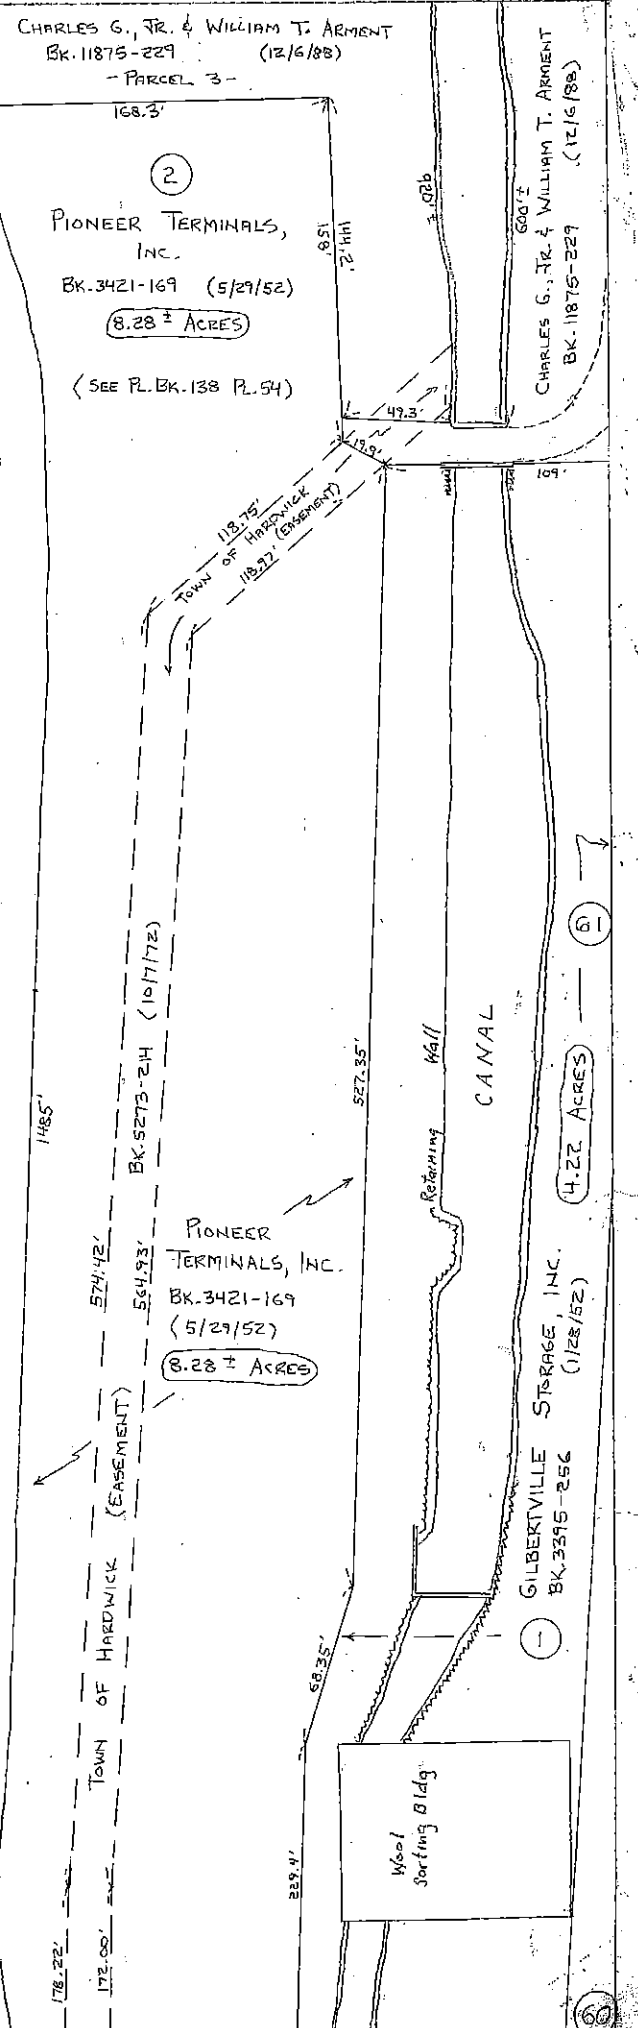 CHARLES G., JR. & WILLIAM T. ARMENT
BK. 11875-229 (12/6/88)
- PARCEL 3 -
168.3'
2
PIONEER TERMINALS,
INC.
BK. 3421-169 (5/29/52)
8.28 ± ACRES
(SEE PL. BK. 138 PL. 54)
144.2'
158'
920' ±
600' ±
CHARLES G., JR. & WILLIAM T. ARMENT
BK. 11875-229 (12/6/88)
49.3'
19.9'
109'
118.75'
TOWN OF HARDWICK
(EASEMENT)
118.97'
BK. 5273-214 (10/7/72)
1485'
527.35'
Retaining Wall
CANAL
61
4.22 ACRES
574.42'
564.93'
PIONEER
TERMINALS, INC.
BK. 3421-169
(5/29/52)
8.28 ± ACRES
TOWN OF HARDWICK (EASEMENT)
1
GILBERTVILLE STORAGE, INC.
BK. 3395-256 (1/28/52)
68.35'
229.4'
Wool
Sorting Bldg
178.22'
172.00'
60